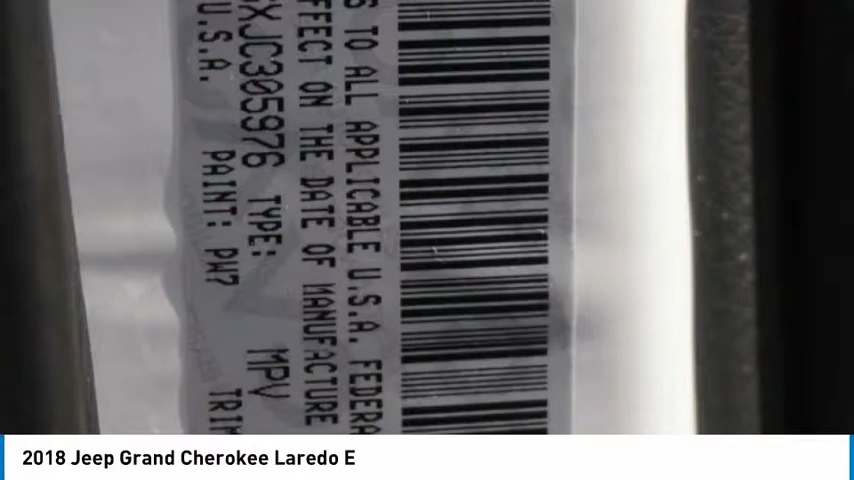 S TO ALL APPLICABLE U.S.A. FEDERA
FFECT ON THE DATE OF MANUFACTURE
XJC305976 TYPE: MPV
U.S.A. PAINT: PW7 TRIM
2018 Jeep Grand Cherokee Laredo E